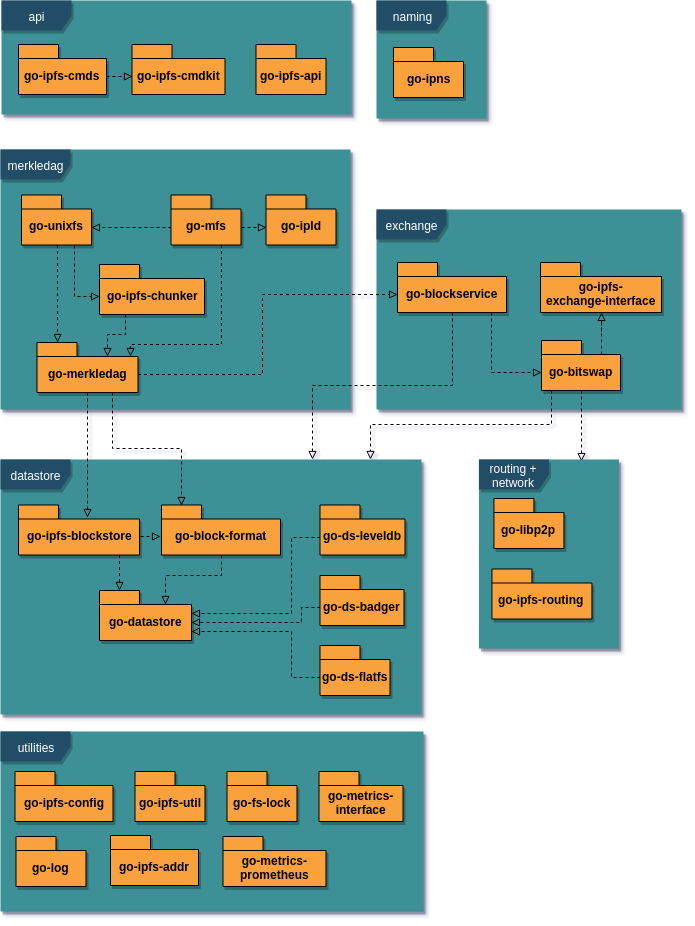 api
go-ipfs-cmds
go-ipfs-cmdkit
go-ipfs-api
naming
go-ipns
merkledag
go-unixfs
go-mfs
go-ipld
go-ipfs-chunker
go-merkledag
exchange
go-blockservice
go-ipfs-
exchange-interface
go-bitswap
datastore
go-ipfs-blockstore
go-block-format
go-ds-leveldb
go-ds-badger
go-datastore
go-ds-flatfs
routing +
network
go-libp2p
go-ipfs-routing
utilities
go-ipfs-config
go-ipfs-util
go-fs-lock
go-metrics-
interface
go-log
go-ipfs-addr
go-metrics-
prometheus